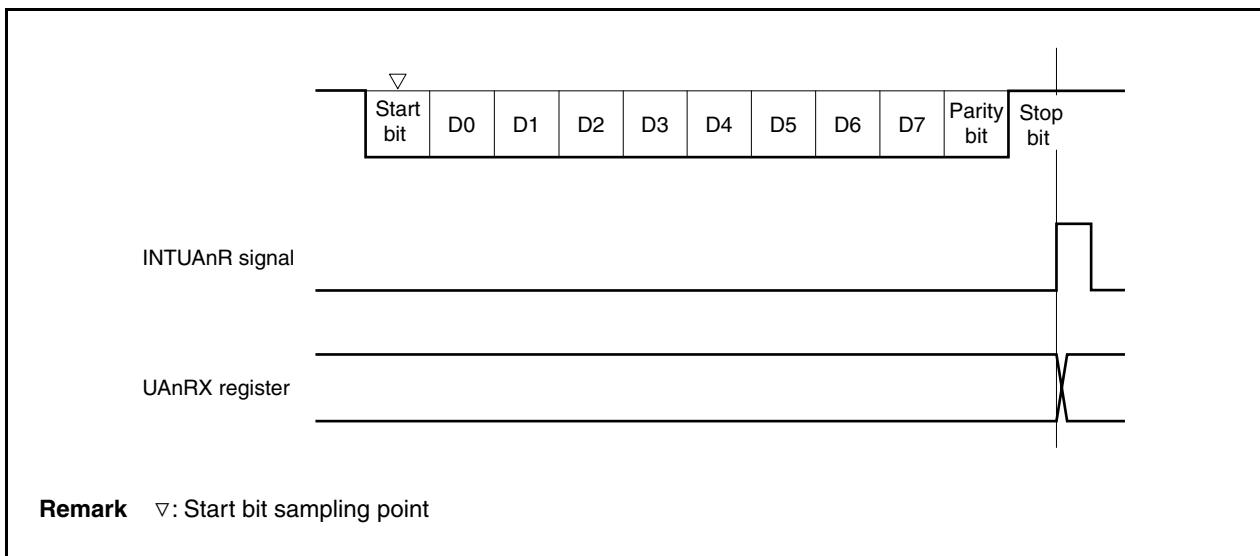 Start bit D0 D1 D2 D3 D4 D5 D6 D7 Parity bit Stop bit
INTUAnR signal
UAnRX register
Remark ▽: Start bit sampling point